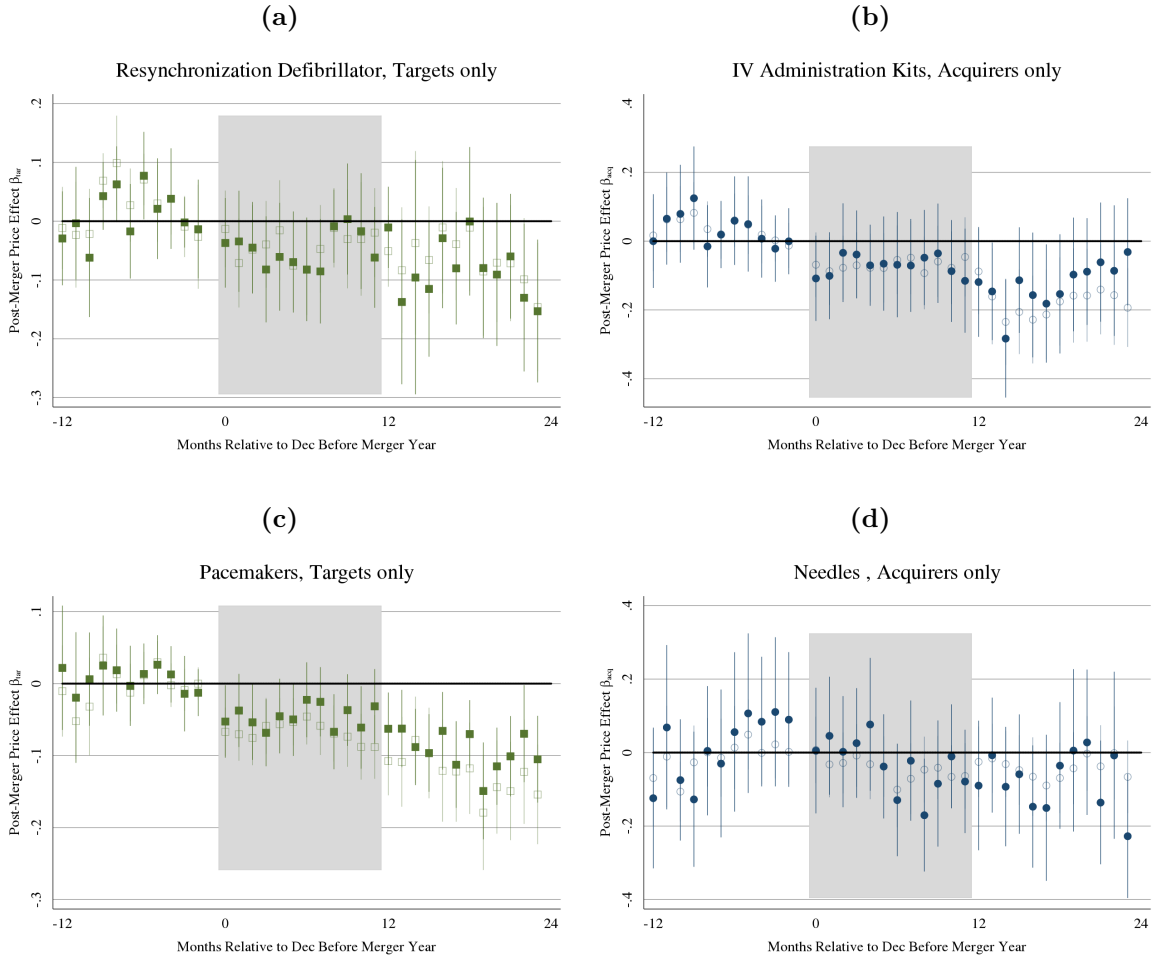 (a)
Resynchronization Defibrillator, Targets only
Post-Merger Price Effect βtar
.2
.1
0
-.1
-.2
-.3
-12
0
12
24
Months Relative to Dec Before Merger Year
(b)
IV Administration Kits, Acquirers only
Post-Merger Price Effect βacq
.4
.2
0
-.2
-.4
-12
0
12
24
Months Relative to Dec Before Merger Year
(c)
Pacemakers, Targets only
Post-Merger Price Effect βtar
.1
0
-.1
-.2
-.3
-12
0
12
24
Months Relative to Dec Before Merger Year
(d)
Needles , Acquirers only
Post-Merger Price Effect βacq
.4
.2
0
-.2
-.4
-12
0
12
24
Months Relative to Dec Before Merger Year